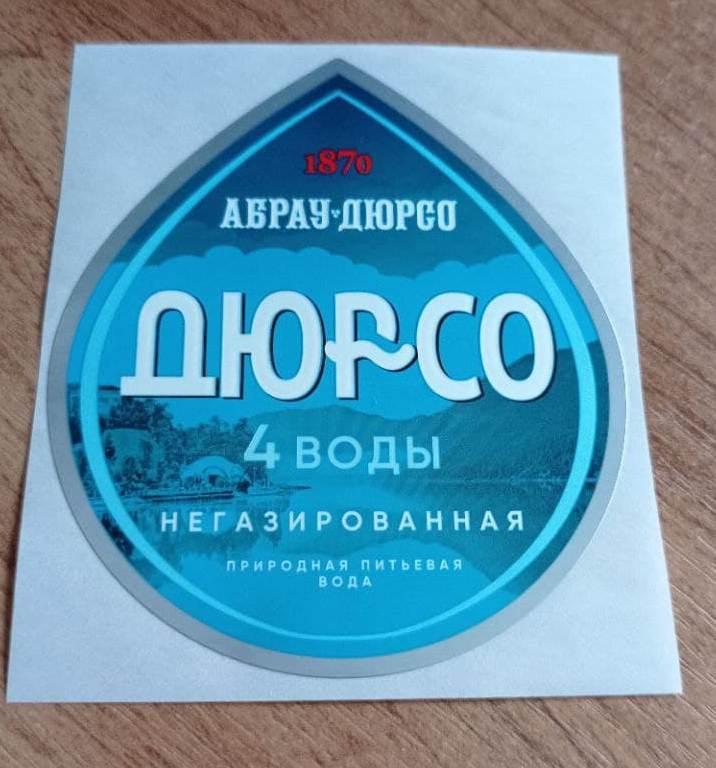 1870
АБРАУ-ДЮРСО
ДЮРСО
4 ВОДЫ
НЕГАЗИРОВАННАЯ
ПРИРОДНАЯ ПИТЬЕВАЯ
ВОДА